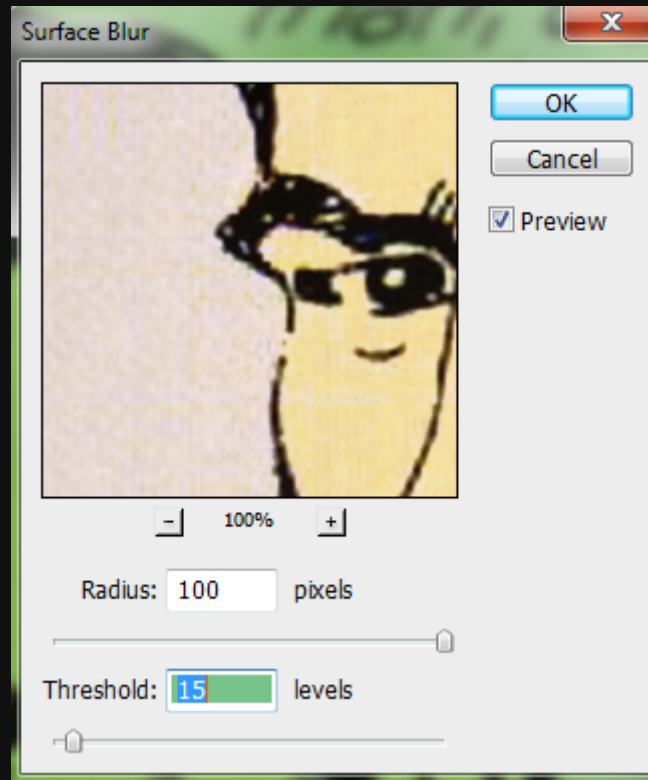 Surface Blur
OK
Cancel
Preview
- 100% +
Radius: 100 pixels
Threshold: 15 levels